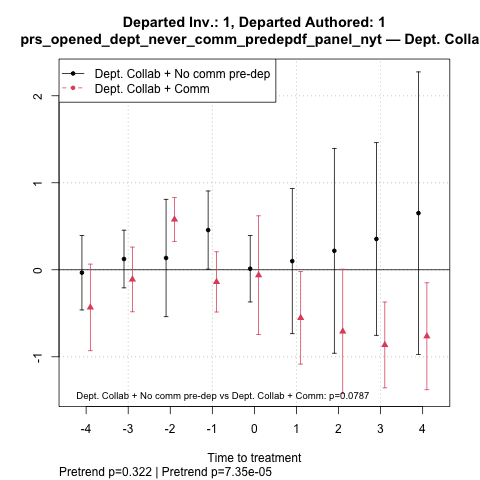 Departed Inv.: 1, Departed Authored: 1
prs_opened_dept_never_comm_predepdf_panel_nyt — Dept. Colla
Dept. Collab + No comm pre-dep
Dept. Collab + Comm
2
1
0
-1
Dept. Collab + No comm pre-dep vs Dept. Collab + Comm: p=0.0787
-4 -3 -2 -1 0 1 2 3 4
Time to treatment
Pretrend p=0.322 | Pretrend p=7.35e-05